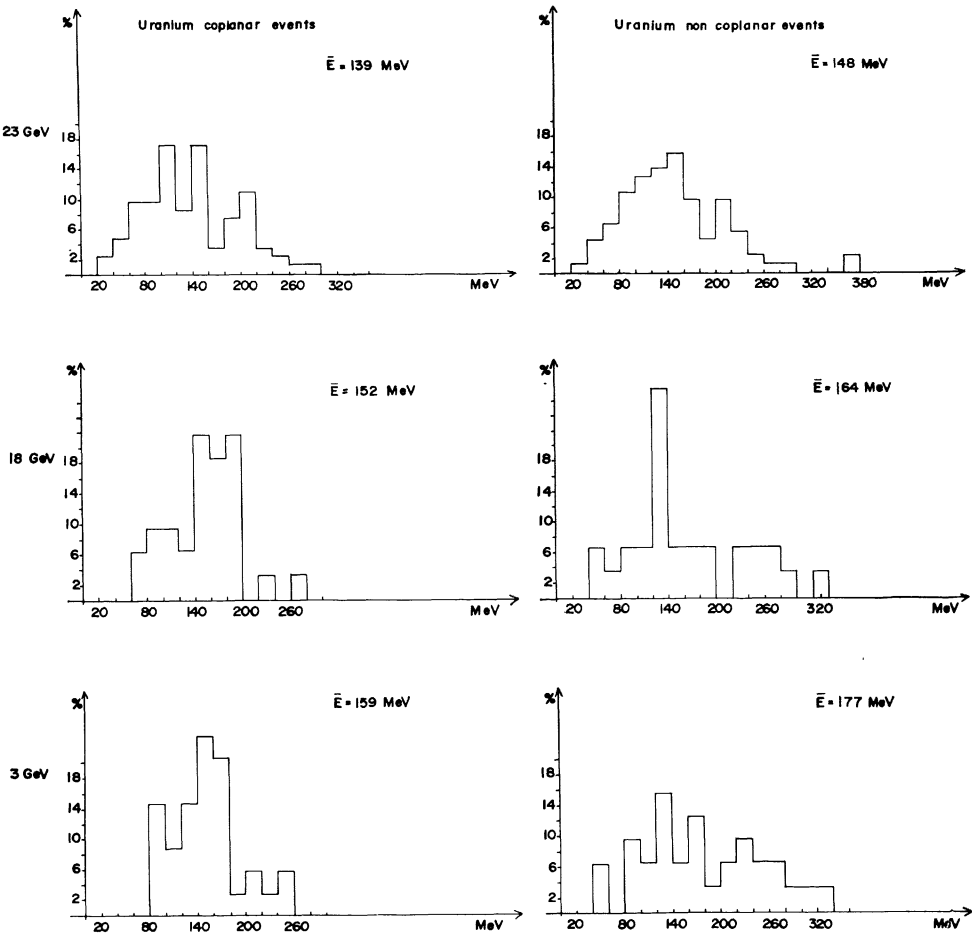 % Uranium coplanar events
Ē = 139 MeV
23 GeV
18
14
10
6
2
20 80 140 200 260 320 MeV
% Uranium non coplanar events
Ē = 148 MeV
18
14
10
6
2
20 80 140 200 260 320 380 MeV
%
Ē = 152 MeV
18 GeV
18
14
10
6
2
20 80 140 200 260 MeV
%
Ē = 164 MeV
18
14
10
6
2
20 80 140 200 260 320 MeV
%
Ē = 159 MeV
3 GeV
18
14
10
6
2
20 80 140 200 260 MeV
%
Ē = 177 MeV
18
14
10
6
2
20 80 140 200 260 320 MeV